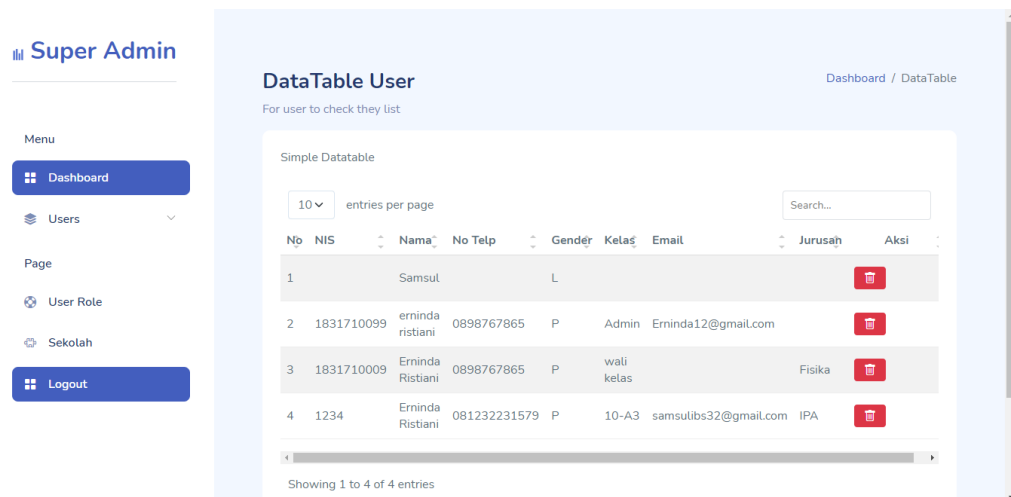 Super Admin
Menu
Dashboard
Users
Page
User Role
Sekolah
Logout
DataTable User
Dashboard / DataTable
For user to check they list
Simple Datatable
10 entries per page
Search...
No NIS Nama No Telp Gender Kelas Email Jurusan Aksi
1 Samsul L
2 1831710099 erninda ristiani 0898767865 P Admin Erninda12@gmail.com
3 1831710009 Erninda Ristiani 0898767865 P wali kelas Fisika
4 1234 Erninda Ristiani 081232231579 P 10-A3 samsulibs32@gmail.com IPA
Showing 1 to 4 of 4 entries